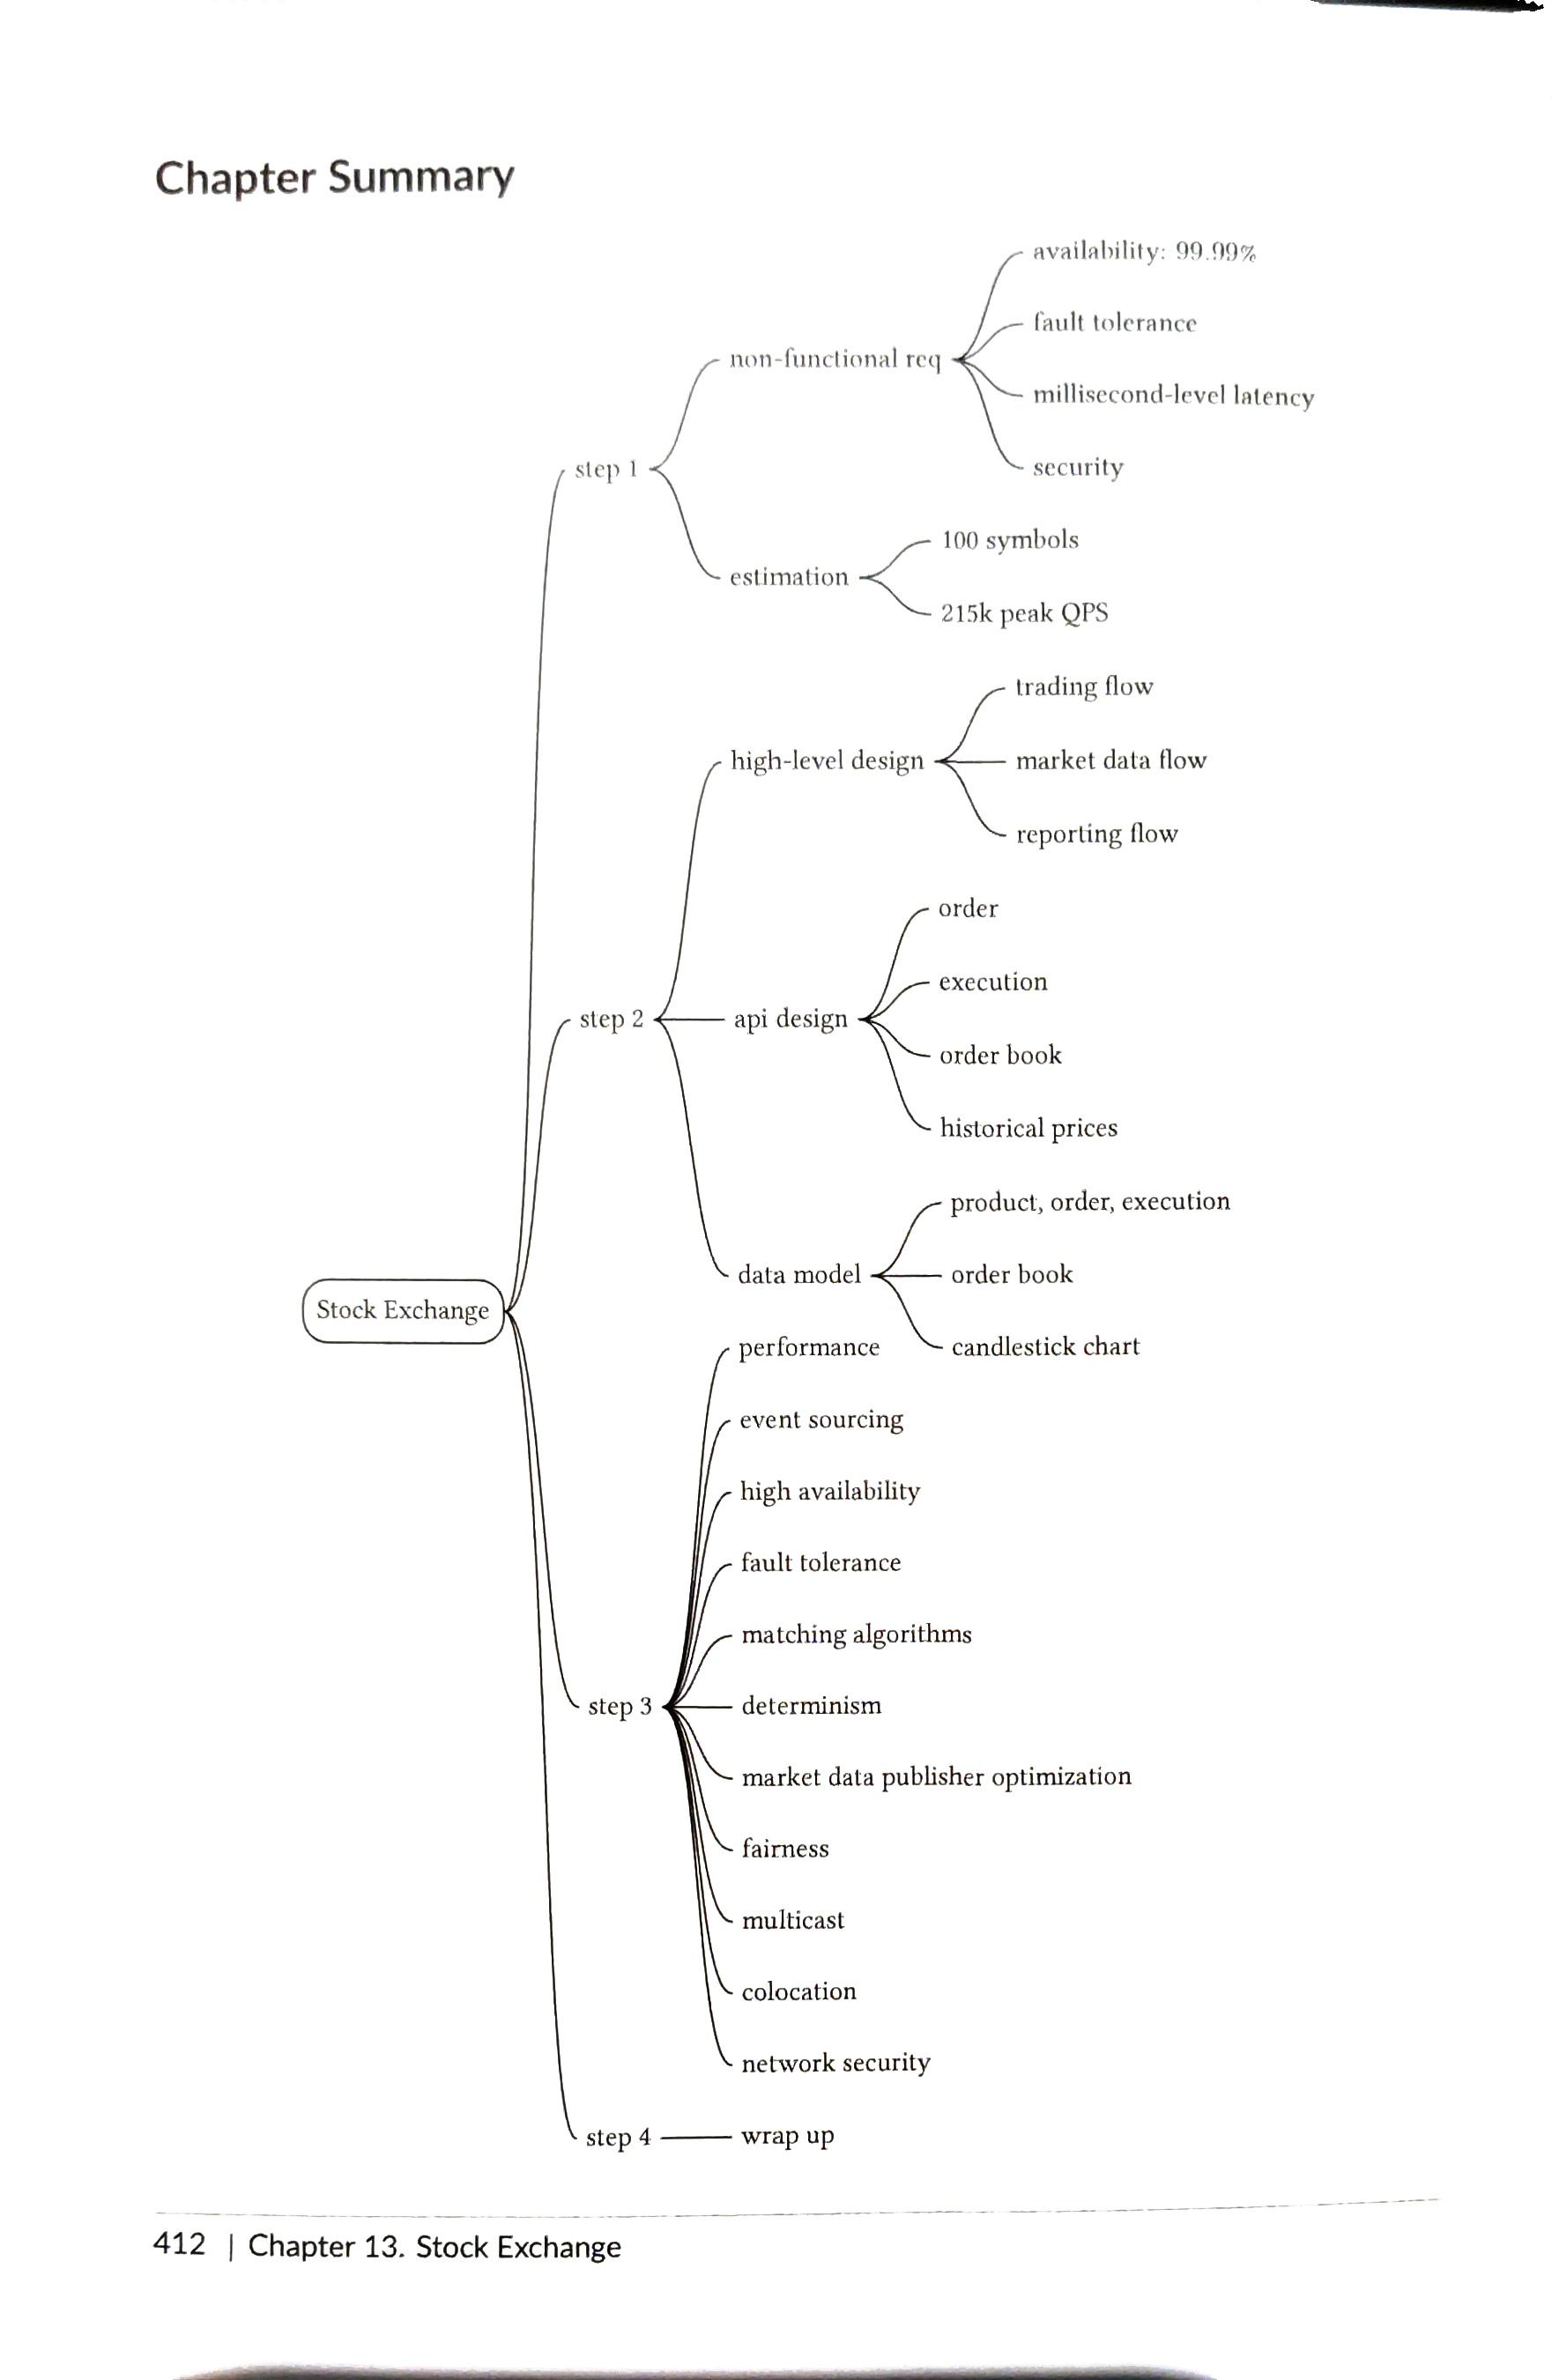 Chapter Summary
availability: 99.99%
fault tolerance
non-functional req
millisecond-level latency
step 1
security
100 symbols
estimation
215k peak QPS
trading flow
high-level design
market data flow
reporting flow
order
execution
step 2
api design
order book
historical prices
product, order, execution
data model
order book
Stock Exchange
candlestick chart
performance
event sourcing
high availability
fault tolerance
matching algorithms
step 3
determinism
market data publisher optimization
fairness
multicast
colocation
network security
step 4
wrap up
412 | Chapter 13. Stock Exchange